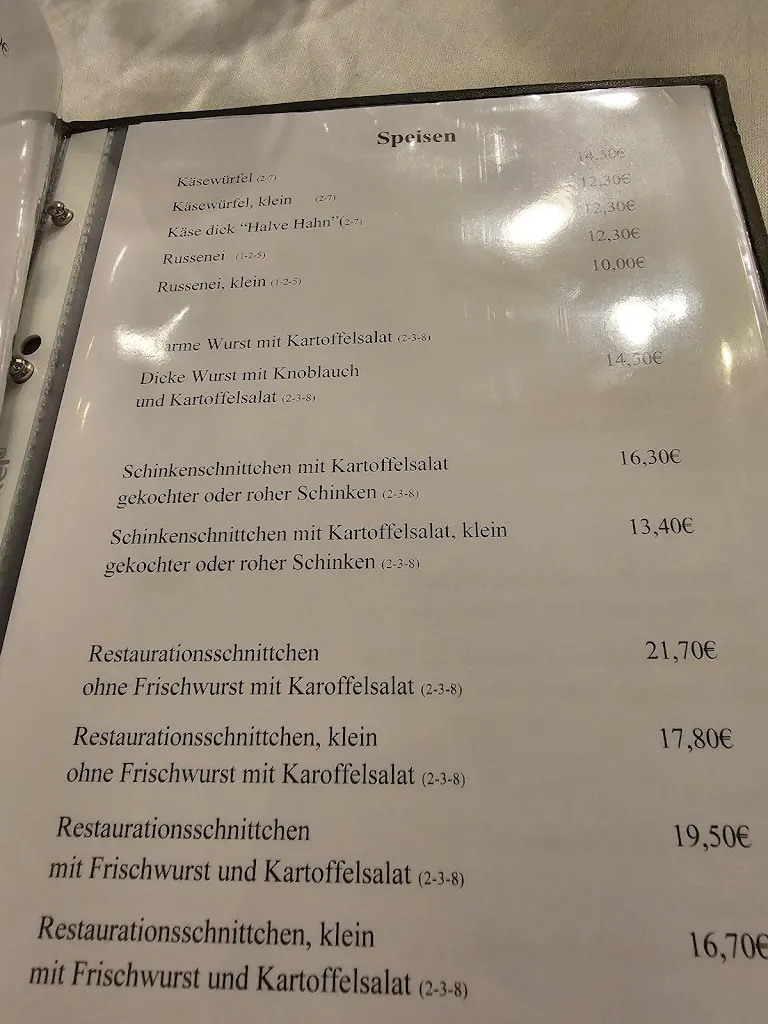 Speisen
Käsewürfel (2-7) 14,30€
Käsewürfel, klein (2-7) 12,30€
Käse dick "Halve Hahn"(2-7) 12,30€
Russenei (1-2-5) 12,30€
Russenei, klein (1-2-5) 10,00€
Wurst mit Kartoffelsalat (2-3-8)
Dicke Wurst mit Knoblauch 14,50€
und Kartoffelsalat (2-3-8)
Schinkenschnittchen mit Kartoffelsalat 16,30€
gekochter oder roher Schinken (2-3-8)
Schinkenschnittchen mit Kartoffelsalat, klein 13,40€
gekochter oder roher Schinken (2-3-8)
Restaurationsschnittchen 21,70€
ohne Frischwurst mit Karoffelsalat (2-3-8)
Restaurationsschnittchen, klein 17,80€
ohne Frischwurst mit Karoffelsalat (2-3-8)
Restaurationsschnittchen 19,50€
mit Frischwurst und Kartoffelsalat (2-3-8)
Restaurationsschnittchen, klein 16,70€
mit Frischwurst und Kartoffelsalat (2-3-8)